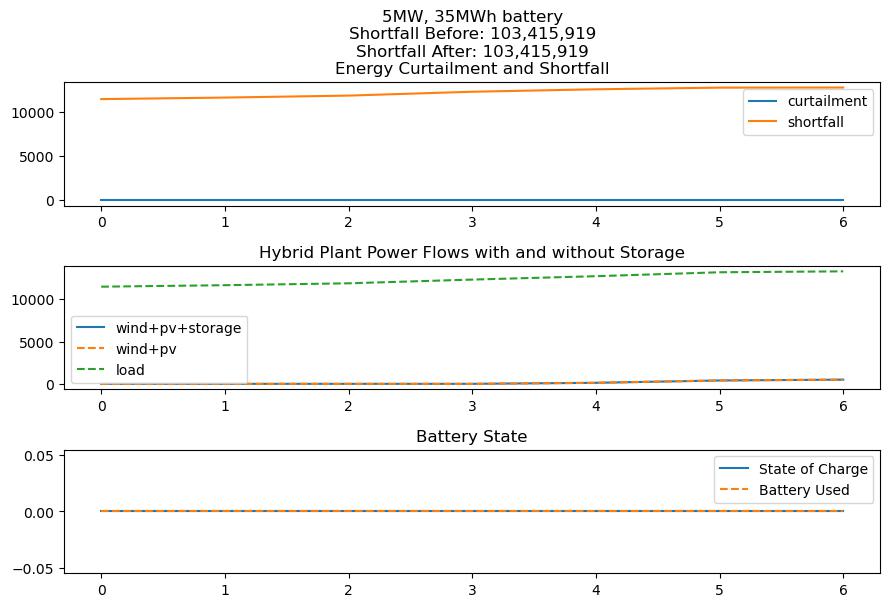 5MW, 35MWh battery
Shortfall Before: 103,415,919
Shortfall After: 103,415,919
Energy Curtailment and Shortfall
10000
5000
0
curtailment
shortfall
0 1 2 3 4 5 6
Hybrid Plant Power Flows with and without Storage
10000
5000
0
wind+pv+storage
wind+pv
load
0 1 2 3 4 5 6
Battery State
0.05
0.00
−0.05
State of Charge
Battery Used
0 1 2 3 4 5 6